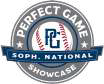 PERFECT GAME
PG
SOPH. NATIONAL
SHOWCASE